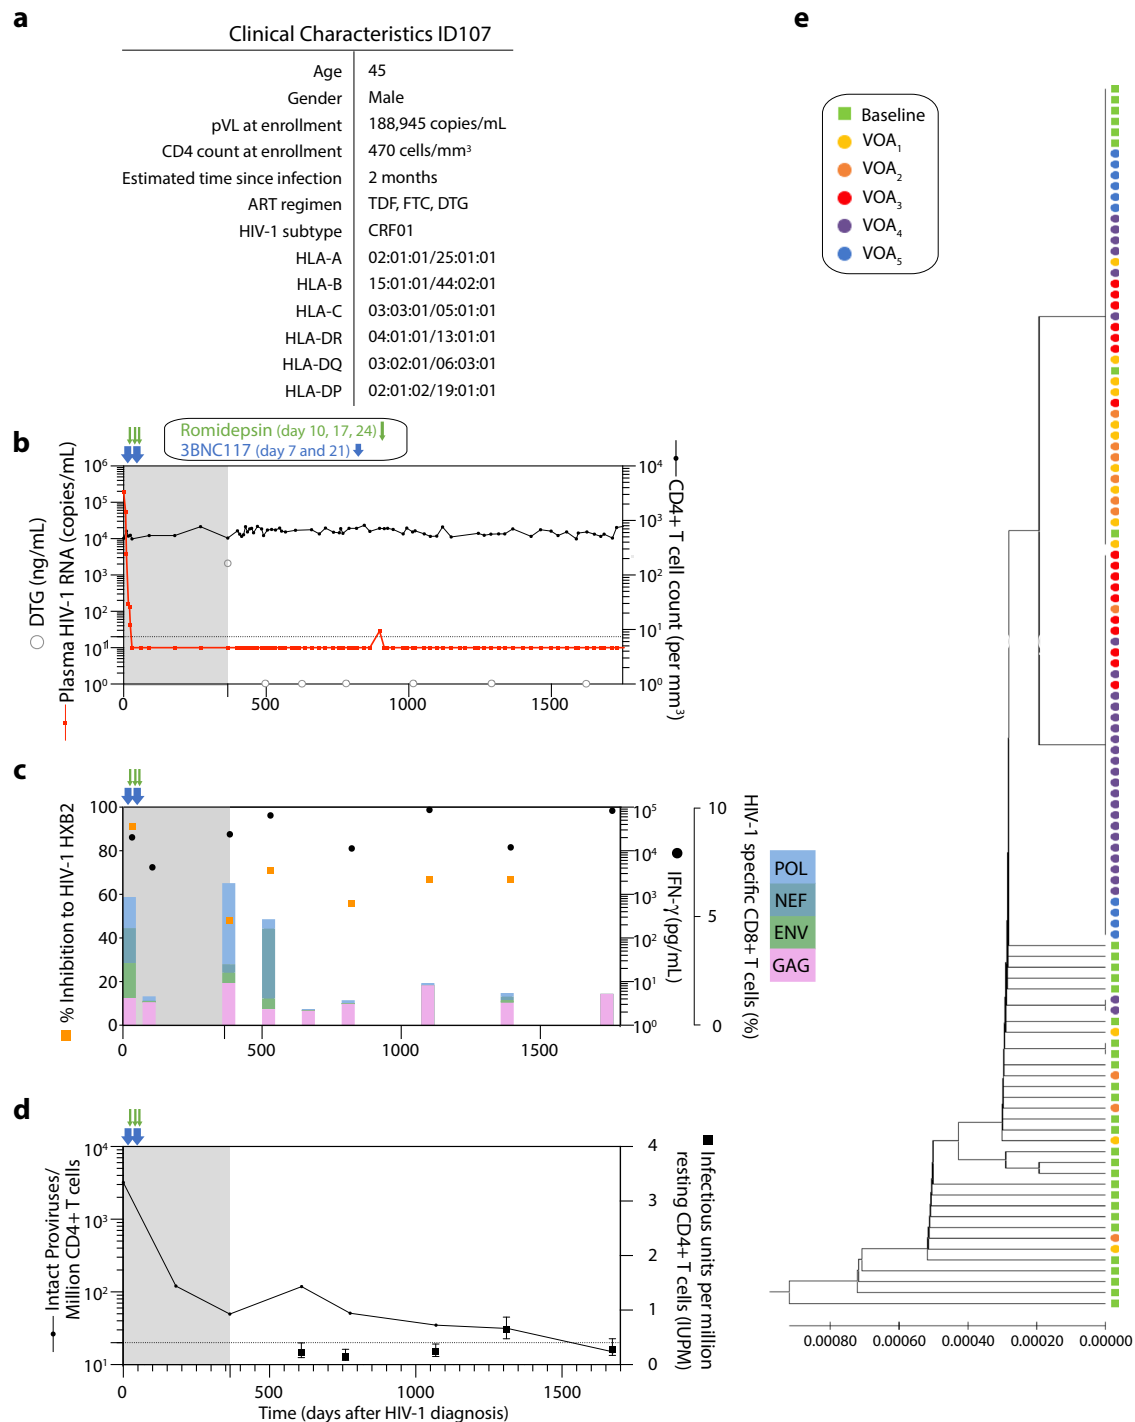 a
Clinical Characteristics ID107
Age 45
Gender Male
pVL at enrollment 188,945 copies/mL
CD4 count at enrollment 470 cells/mm³
Estimated time since infection 2 months
ART regimen TDF, FTC, DTG
HIV-1 subtype CRF01
HLA-A 02:01:01/25:01:01
HLA-B 15:01:01/44:02:01
HLA-C 03:03:01/05:01:01
HLA-DR 04:01:01/13:01:01
HLA-DQ 03:02:01/06:03:01
HLA-DP 02:01:02/19:01:01
b
Romidepsin (day 10, 17, 24)
3BNC117 (day 7 and 21)
DTG (ng/mL)
Plasma HIV-1 RNA (copies/mL)
10⁶
10⁵
10⁴
10³
10²
10¹
10⁰
10⁴
10³
10²
10¹
10⁰
CD4+ T cell count (per mm³)
0 500 1000 1500
c
% Inhibition to HIV-1 HXB2
100
80
60
40
20
0
10⁵
10⁴
10³
10²
10¹
10⁰
IFN-γ (pg/mL)
10
5
0
HIV-1 specific CD8+ T cells (%)
POL
NEF
ENV
GAG
0 500 1000 1500
d
Intact Proviruses/
Million CD4+ T cells
10⁴
10³
10²
10¹
4
3
2
1
0
Infectious units per million
resting CD4+ T cells (IUPM)
0 500 1000 1500
Time (days after HIV-1 diagnosis)
e
Baseline
VOA₁
VOA₂
VOA₃
VOA₄
VOA₅
0.00080 0.00060 0.00040 0.00020 0.00000